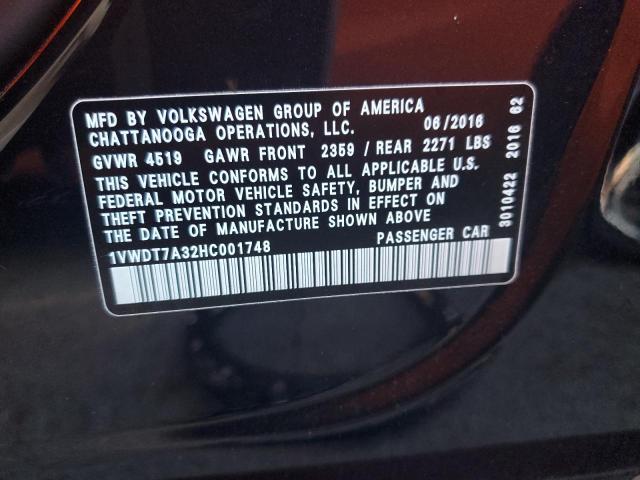 MFD BY VOLKSWAGEN GROUP OF AMERICA
CHATTANOOGA OPERATIONS, LLC. 06/2016
GVWR 4519 GAWR FRONT 2359 / REAR 2271 LBS
THIS VEHICLE CONFORMS TO ALL APPLICABLE U.S.
FEDERAL MOTOR VEHICLE SAFETY, BUMPER AND
THEFT PREVENTION STANDARDS IN EFFECT ON
THE DATE OF MANUFACTURE SHOWN ABOVE
1VWDT7A32HC001748 PASSENGER CAR
3010422 2016 62